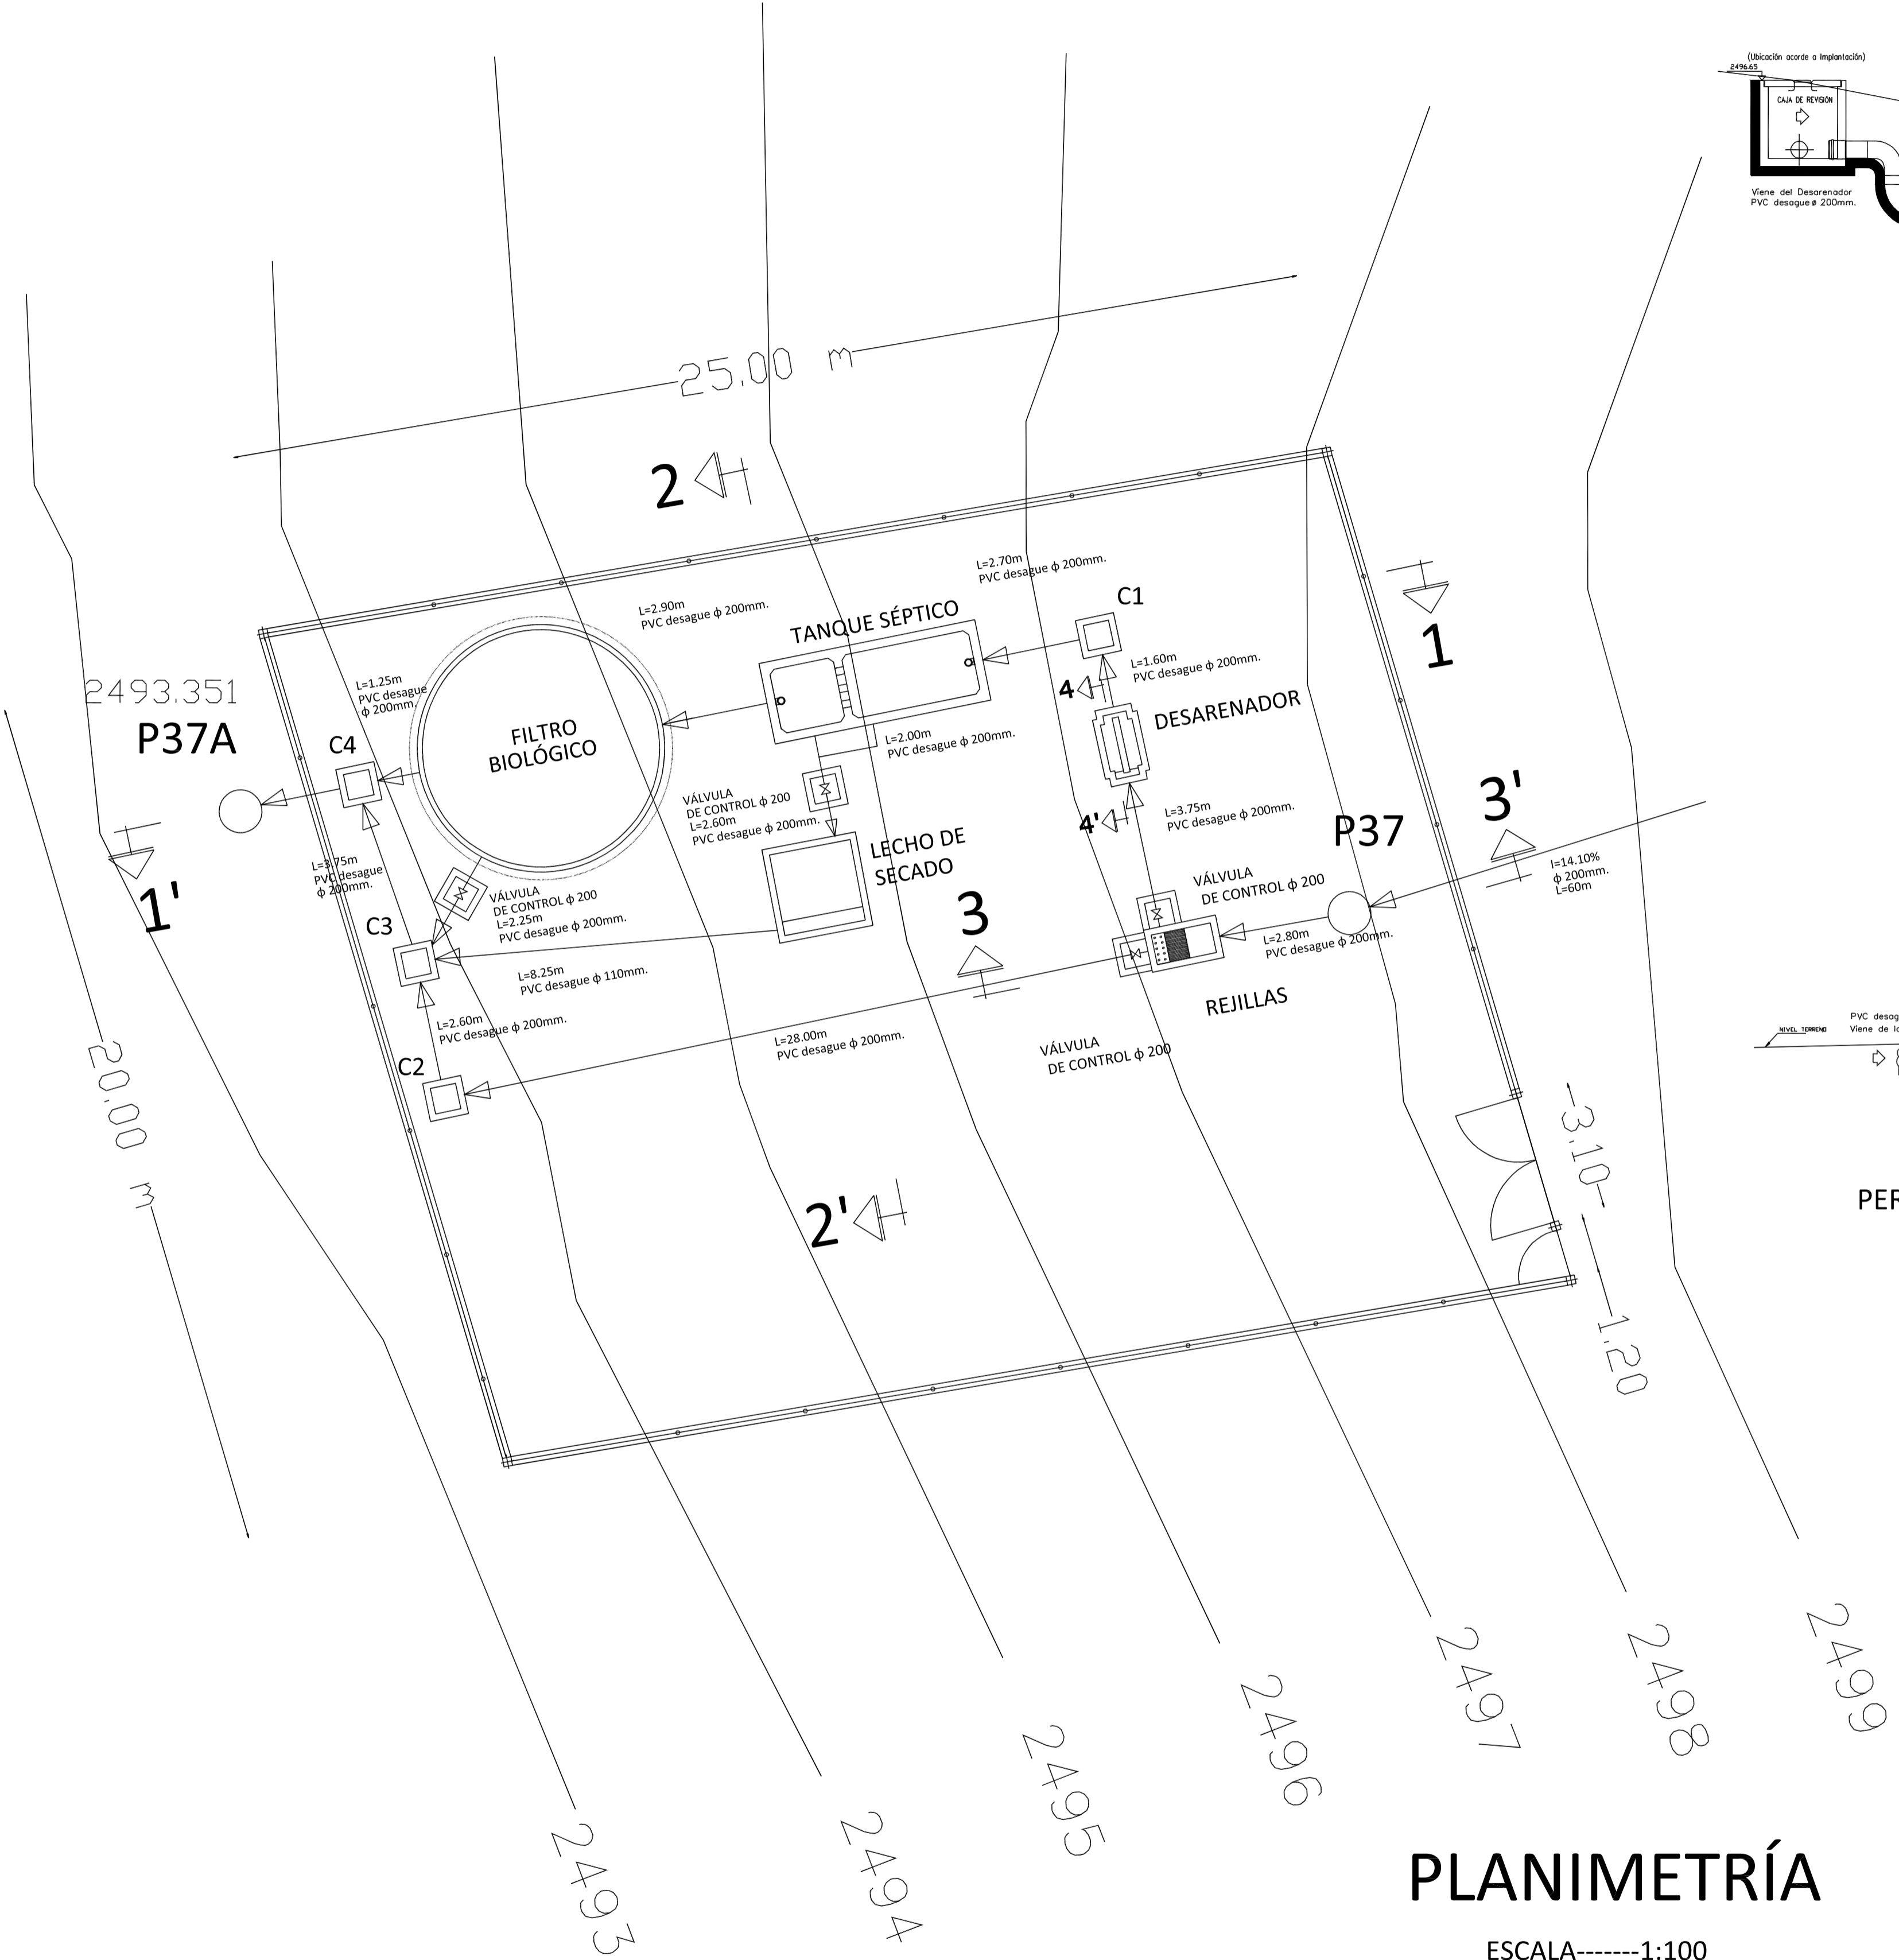 (Ubicación acorde a Implantación)
2496.65
CAJA DE REVISIÓN
Viene del Desarenador
PVC desague ø 200mm.
25.00 m
2
L=2.70m
PVC desague ϕ 200mm.
C1
L=2.90m
PVC desague ϕ 200mm.
TANQUE SÉPTICO
1
L=1.60m
PVC desague ϕ 200mm.
4
DESARENADOR
2493.351
P37A
L=1.25m
PVC desague
ϕ 200mm.
C4
FILTRO
BIOLÓGICO
L=2.00m
PVC desague ϕ 200mm.
VÁLVULA
DE CONTROL ϕ 200
L=2.60m
PVC desague ϕ 200mm.
4'
L=3.75m
PVC desague ϕ 200mm.
P37
3'
LECHO DE
SECADO
I=14.10%
ϕ 200mm.
L=60m
1'
L=3.75m
PVC desague
ϕ 200mm.
VÁLVULA
DE CONTROL ϕ 200
L=2.25m
PVC desague ϕ 200mm.
3
VÁLVULA
DE CONTROL ϕ 200
C3
L=2.80m
PVC desague ϕ 200mm.
L=8.25m
PVC desague ϕ 110mm.
REJILLAS
L=2.60m
PVC desague ϕ 200mm.
L=28.00m
PVC desague ϕ 200mm.
VÁLVULA
DE CONTROL ϕ 200
C2
20.00 m
NIVEL TERRENO
PVC desag
Viene de la
3.10
PER
2'
1.20
2493
2494
2495
2496
2497
2498
2499
PLANIMETRÍA
ESCALA-------1:100